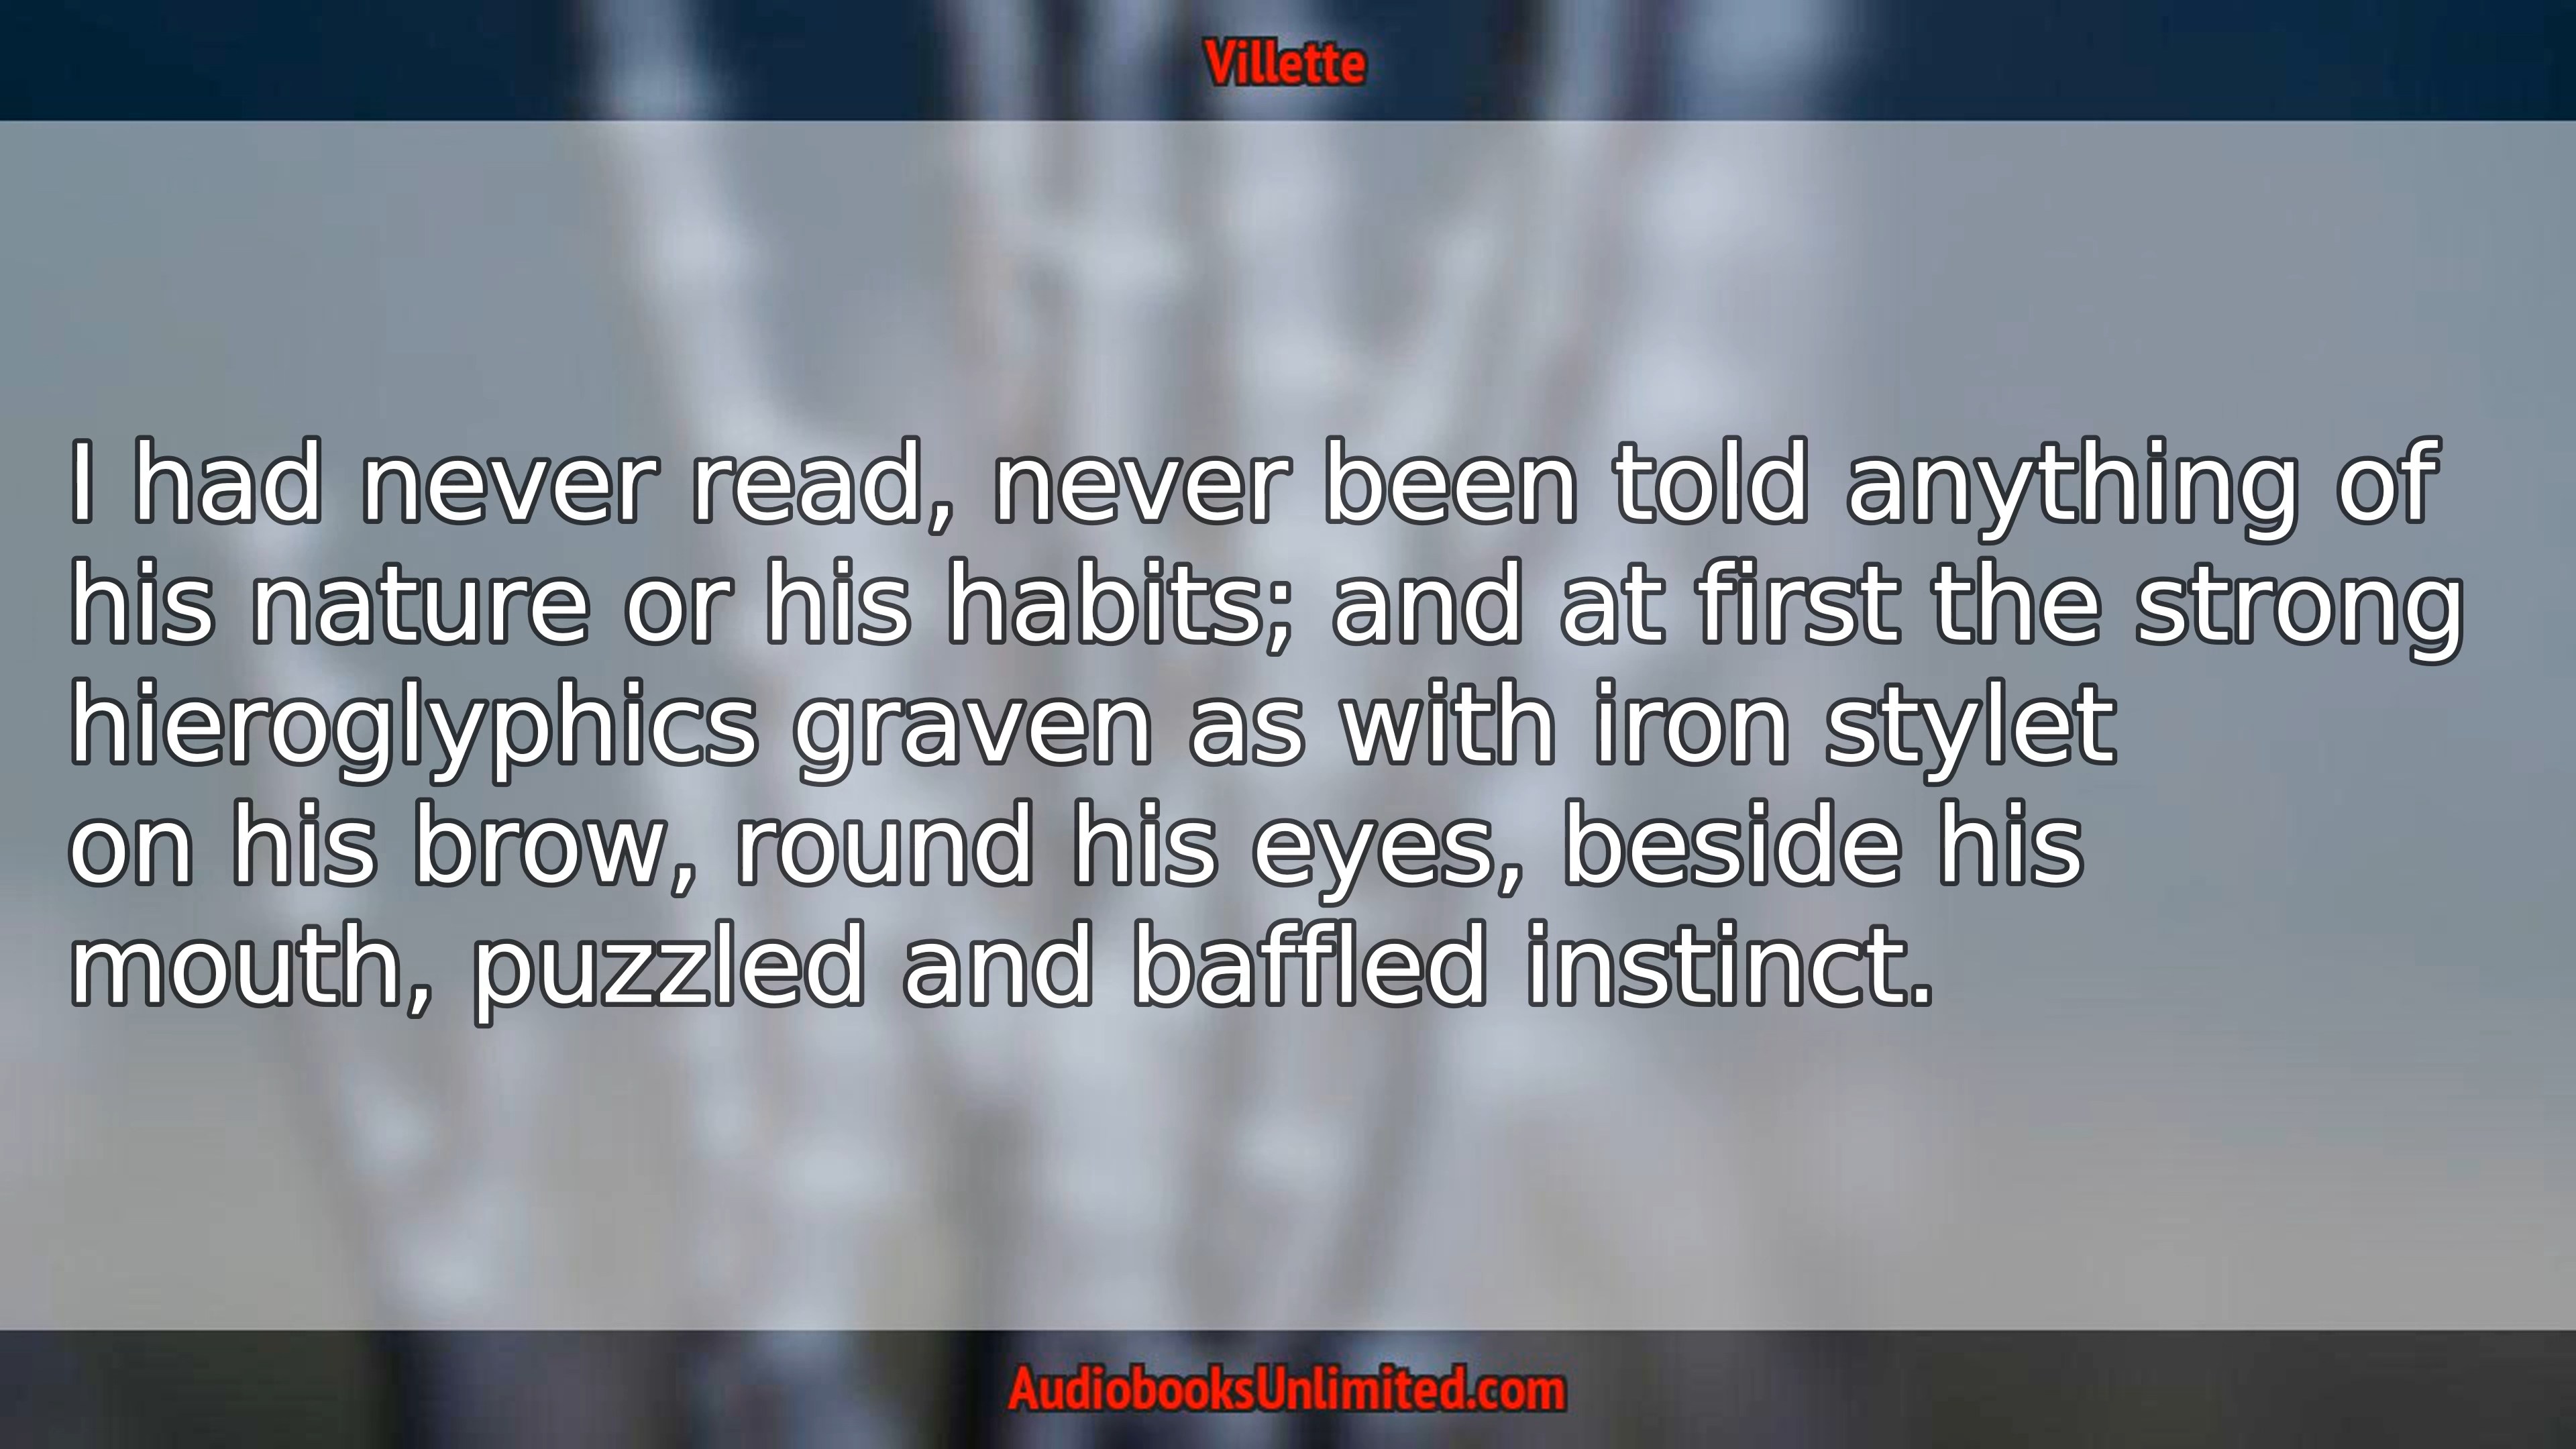 Villette
I had never read, never been told anything of
his nature or his habits; and at first the strong
hieroglyphics graven as with iron stylet
on his brow, round his eyes, beside his
mouth, puzzled and baffled instinct.
AudiobooksUnlimited.com